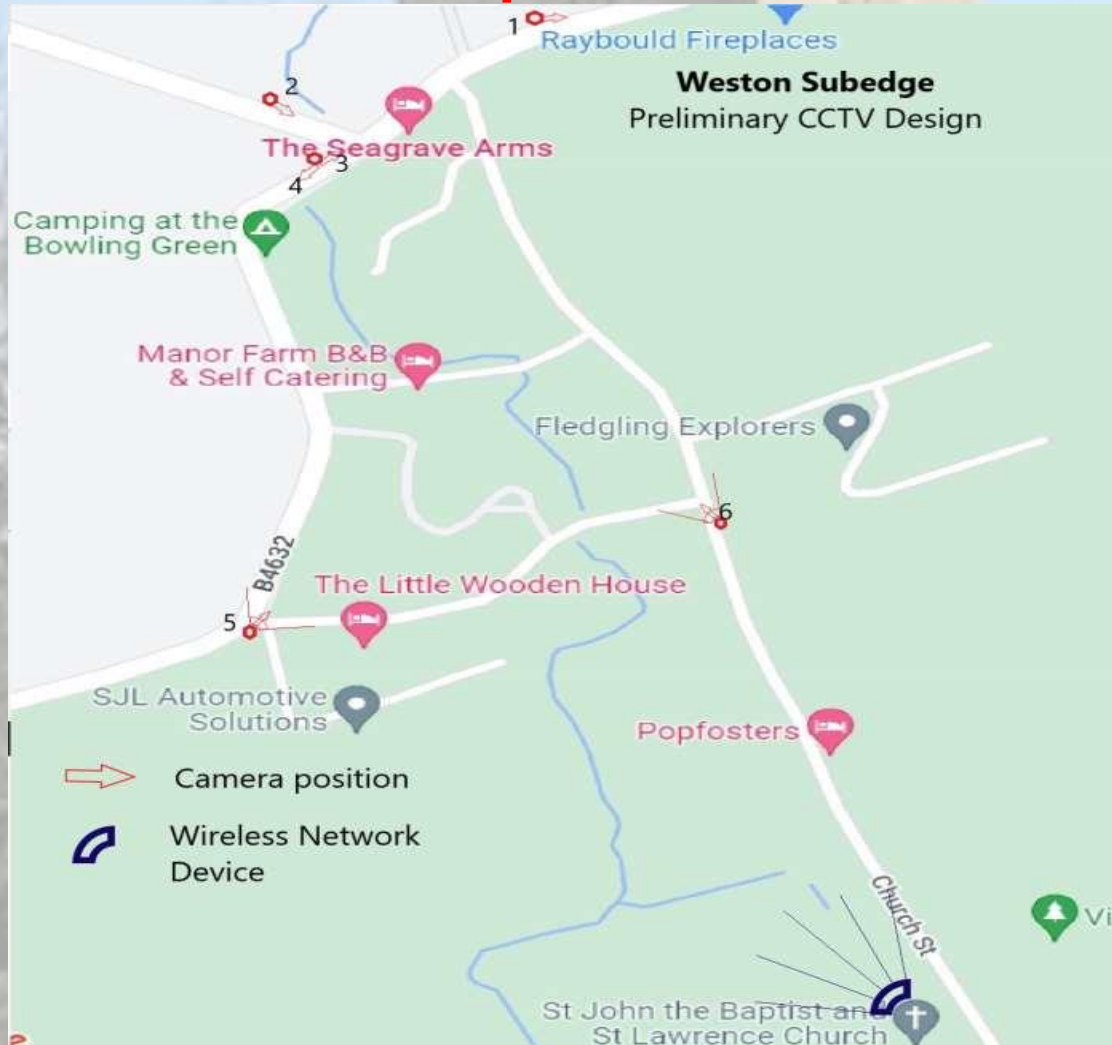 1
Raybould Fireplaces
Weston Subedge
Preliminary CCTV Design
2
The Seagrave Arms
3
4
Camping at the
Bowling Green
Manor Farm B&B
& Self Catering
Fledgling Explorers
6
B4632
The Little Wooden House
5
SJL Automotive
Solutions
Popfosters
Camera position
Wireless Network
Device
Church St
Vi
St John the Baptist and
St Lawrence Church